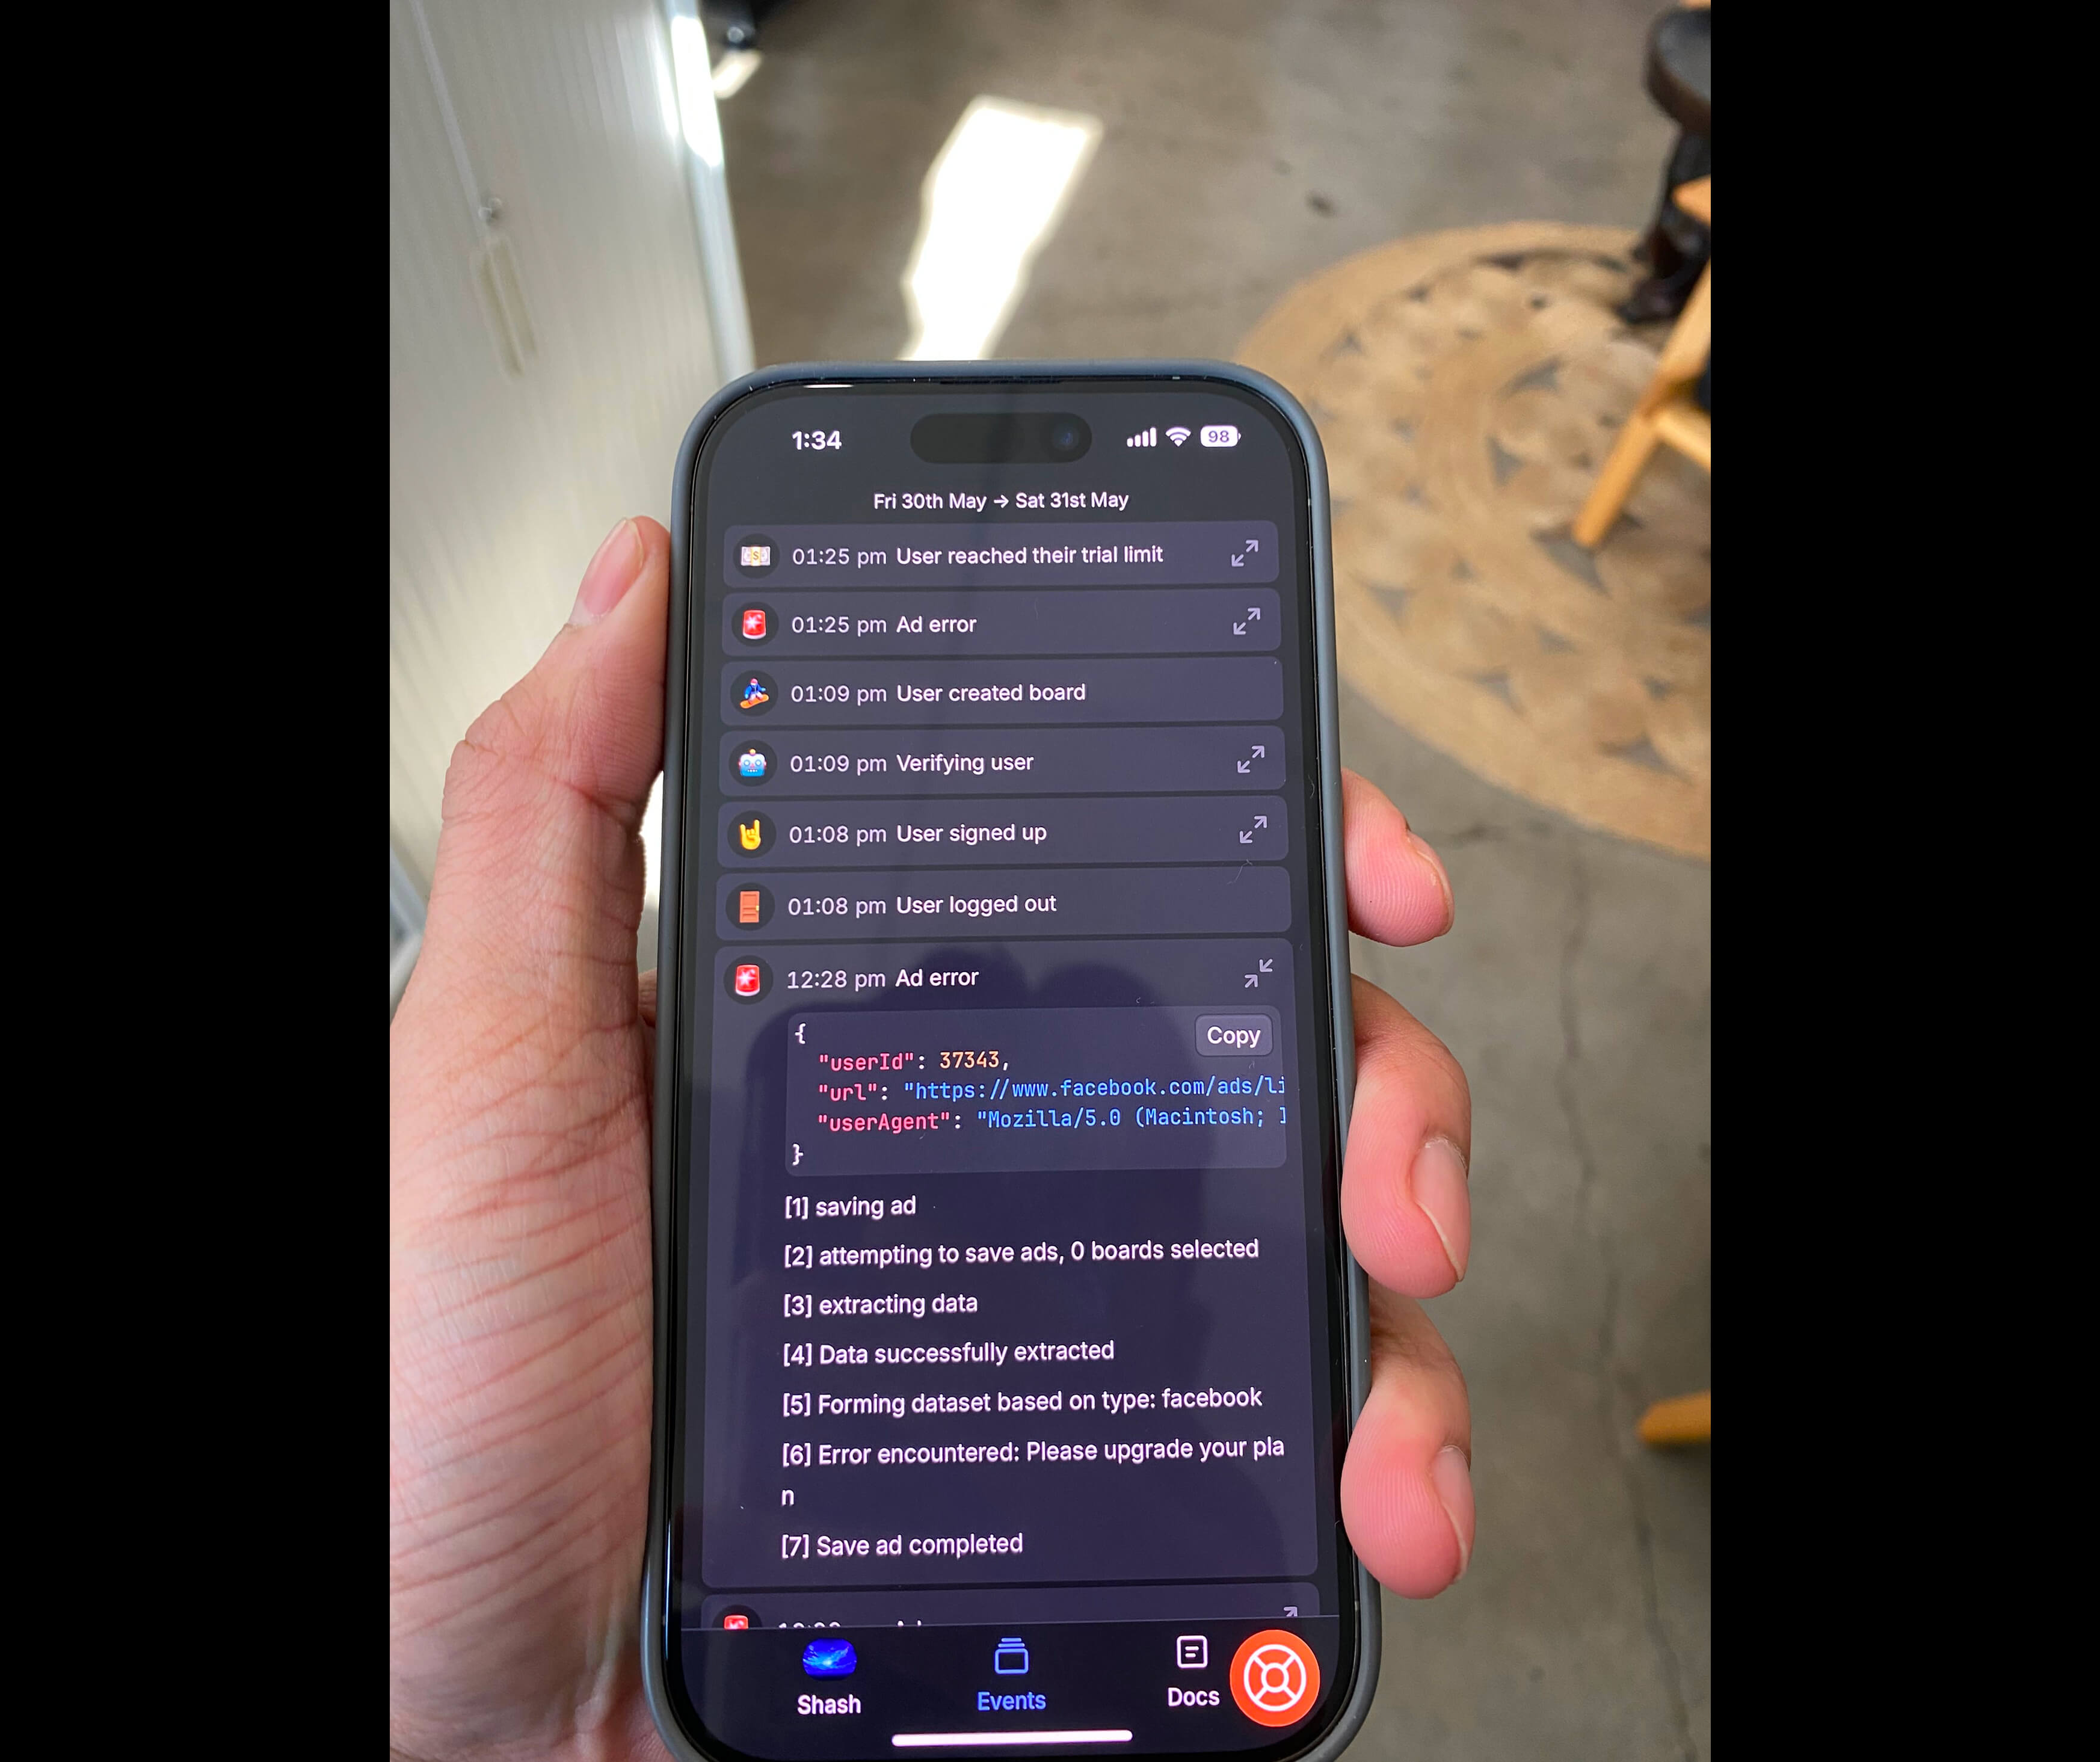 1:34
98
Fri 30th May → Sat 31st May
01:25 pm User reached their trial limit
01:25 pm Ad error
01:09 pm User created board
01:09 pm Verifying user
01:08 pm User signed up
01:08 pm User logged out
12:28 pm Ad error
Copy
{
"userId": 37343,
"url": "https://www.facebook.com/ads/li
"userAgent": "Mozilla/5.0 (Macintosh;
}
[1] saving ad
[2] attempting to save ads, 0 boards selected
[3] extracting data
[4] Data successfully extracted
[5] Forming dataset based on type: facebook
[6] Error encountered: Please upgrade your pla
n
[7] Save ad completed
Shash
Events
Docs